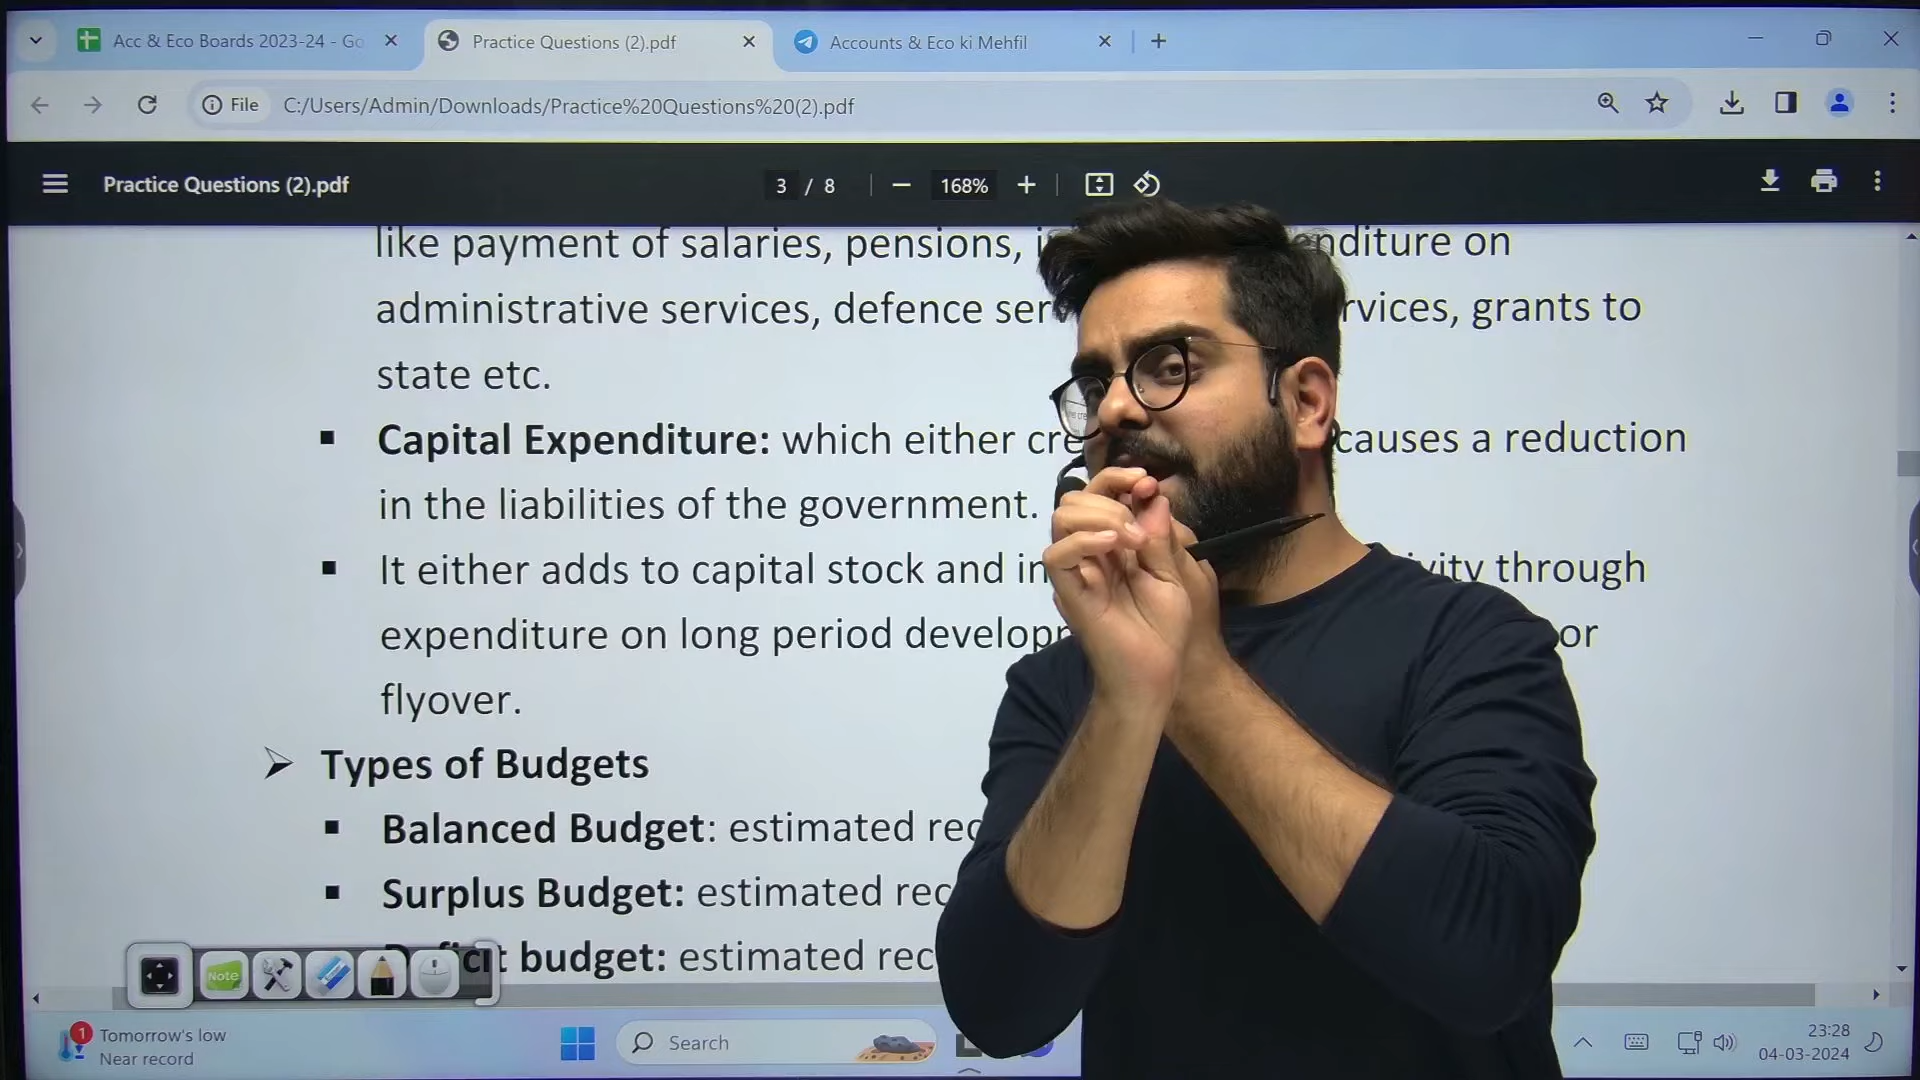 Acc & Eco Boards 2023-24 - Go
Practice Questions (2).pdf
Accounts & Eco ki Mehfil
File
C:/Users/Admin/Downloads/Practice%20Questions%20(2).pdf
Practice Questions (2).pdf
3 / 8
168%
like payment of salaries, pensions, i nditure on
administrative services, defence ser rvices, grants to
state etc.
▪ Capital Expenditure: which either cre causes a reduction
in the liabilities of the government.
▪ It either adds to capital stock and in vity through
expenditure on long period develop or
flyover.
➢ Types of Budgets
▪ Balanced Budget: estimated rec
▪ Surplus Budget: estimated rec
Deficit budget: estimated rec
Note
1
Tomorrow's low
Near record
Search
23:28
04-03-2024